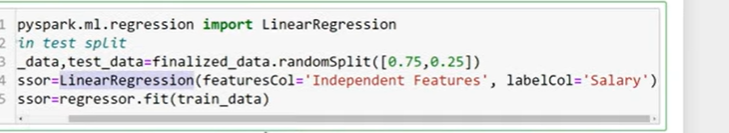 1 pyspark.ml.regression import LinearRegression
2 in test split
3 _data,test_data=finalized_data.randomSplit([0.75,0.25])
4 ssor=LinearRegression(featuresCol='Independent Features', labelCol='Salary')
5 ssor=regressor.fit(train_data)